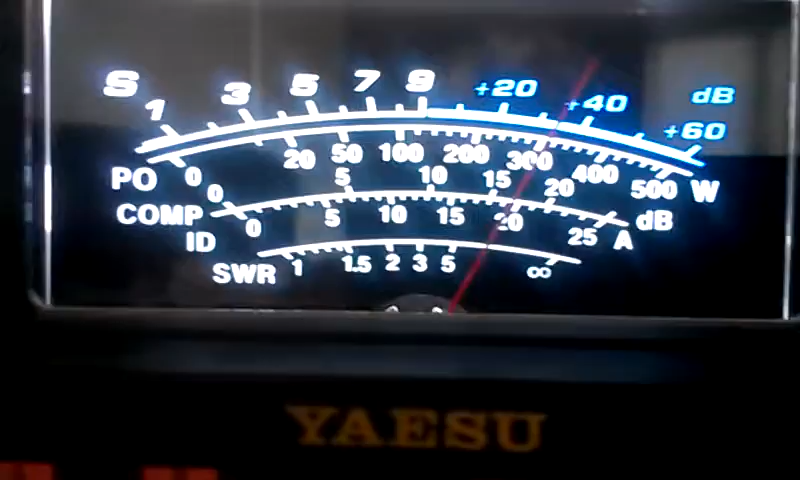 S 1 3 5 7 9 +20 +40 +60 dB
PO 0 20 50 100 200 300 400 500 W
COMP 0 5 10 15 20 dB
ID 0 5 10 15 20 25 A
SWR 1 1.5 2 3 5 ∞
YAESU